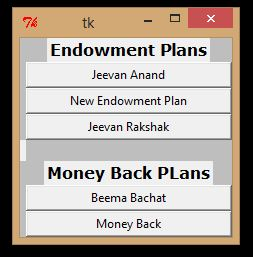 tk
Endowment Plans
Jeevan Anand
New Endowment Plan
Jeevan Rakshak
Money Back PLans
Beema Bachat
Money Back